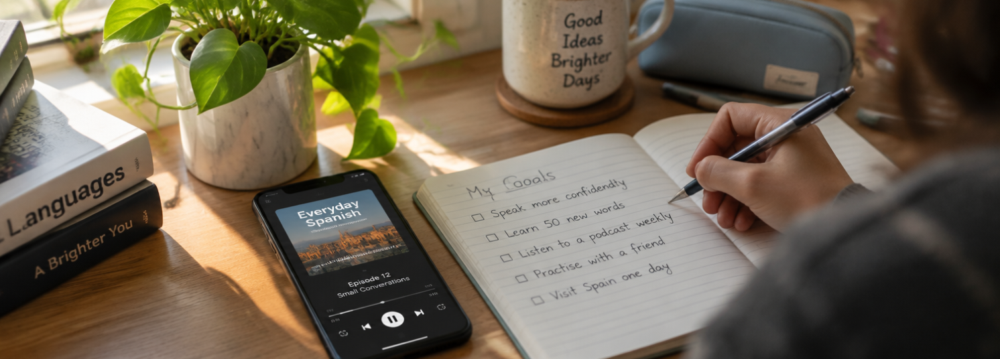 Languages
A Brighter You
Everyday
Spanish
Episode 12
Small Conversations
Good
Ideas
Brighter
Days
My Goals
Speak more confidendty
Learn 50 new words
Listen to a podcast weekly
Practise with a friend
Visit Spain one day